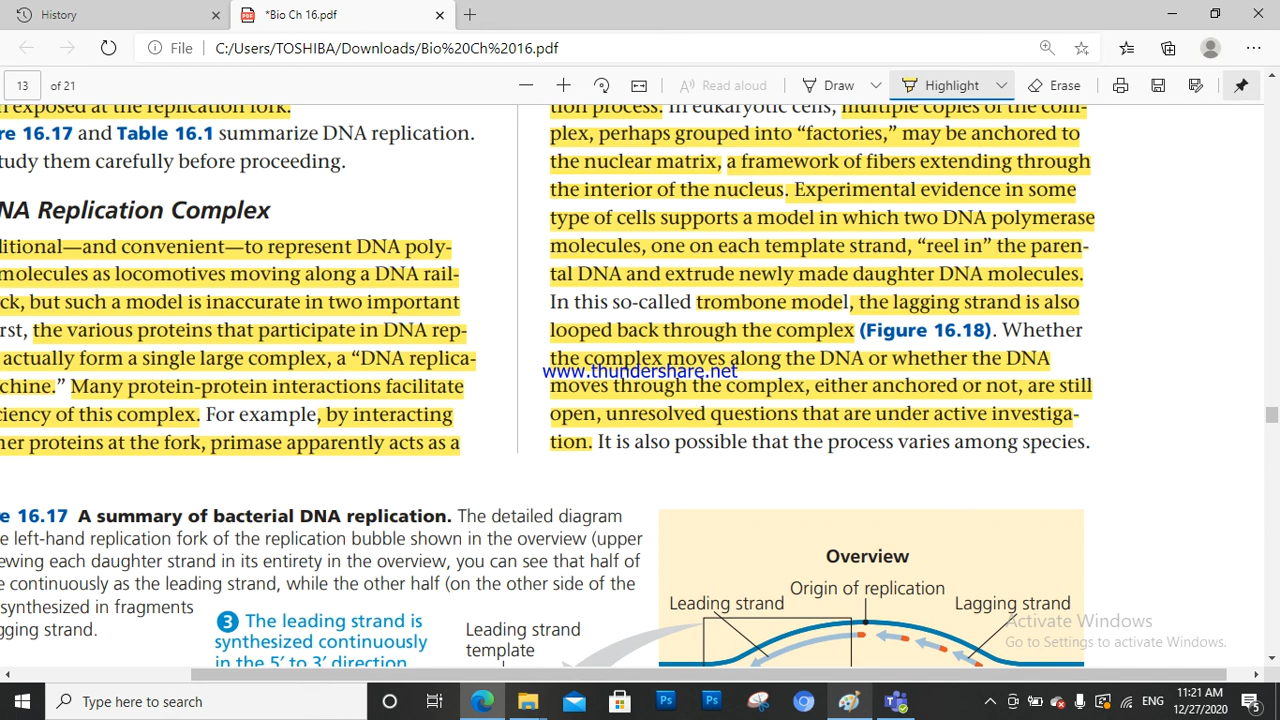 History
*Bio Ch 16.pdf
File
C:/Users/TOSHIBA/Downloads/Bio%20Ch%2016.pdf
13 of 21
Read aloud
Draw
Highlight
Erase
exposed at the replication fork.
re 16.17 and Table 16.1 summarize DNA replication.
tudy them carefully before proceeding.
NA Replication Complex
ditional—and convenient—to represent DNA poly-
molecules as locomotives moving along a DNA rail-
ck, but such a model is inaccurate in two important
irst, the various proteins that participate in DNA rep-
actually form a single large complex, a “DNA replica-
chine.” Many protein-protein interactions facilitate
ciency of this complex. For example, by interacting
her proteins at the fork, primase apparently acts as a
tion process. In eukaryotic cells, multiple copies of the com-
plex, perhaps grouped into “factories,” may be anchored to
the nuclear matrix, a framework of fibers extending through
the interior of the nucleus. Experimental evidence in some
type of cells supports a model in which two DNA polymerase
molecules, one on each template strand, “reel in” the paren-
tal DNA and extrude newly made daughter DNA molecules.
In this so-called trombone model, the lagging strand is also
looped back through the complex (Figure 16.18). Whether
the complex moves along the DNA or whether the DNA
www.thundershare.net
moves through the complex, either anchored or not, are still
open, unresolved questions that are under active investiga-
tion. It is also possible that the process varies among species.
re 16.17 A summary of bacterial DNA replication. The detailed diagram
e left-hand replication fork of the replication bubble shown in the overview (upper
ewing each daughter strand in its entirety in the overview, you can see that half of
e continuously as the leading strand, while the other half (on the other side of the
synthesized in fragments
gging strand.
3 The leading strand is
synthesized continuously
in the 5′ to 3′ direction
Leading strand
template
Overview
Origin of replication
Leading strand
Lagging strand
Activate Windows
Go to Settings to activate Windows.
Type here to search
Ps
Ps
ENG
11:21 AM
12/27/2020
5